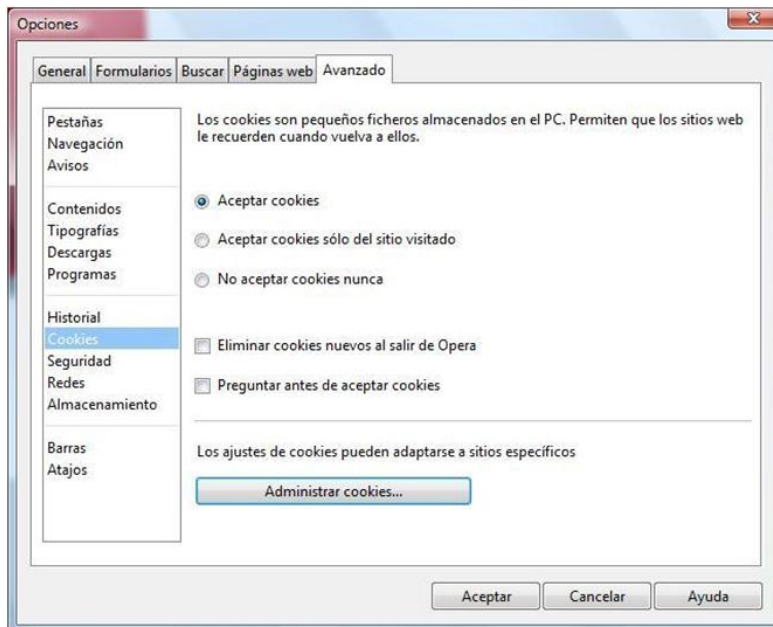 Opciones
General Formularios Buscar Páginas web Avanzado
Pestañas
Navegación
Avisos
Contenidos
Tipografías
Descargas
Programas
Historial
Cookies
Seguridad
Redes
Almacenamiento
Barras
Atajos
Los cookies son pequeños ficheros almacenados en el PC. Permiten que los sitios web
le recuerden cuando vuelva a ellos.
Aceptar cookies
Aceptar cookies sólo del sitio visitado
No aceptar cookies nunca
Eliminar cookies nuevos al salir de Opera
Preguntar antes de aceptar cookies
Los ajustes de cookies pueden adaptarse a sitios específicos
Administrar cookies...
Aceptar Cancelar Ayuda